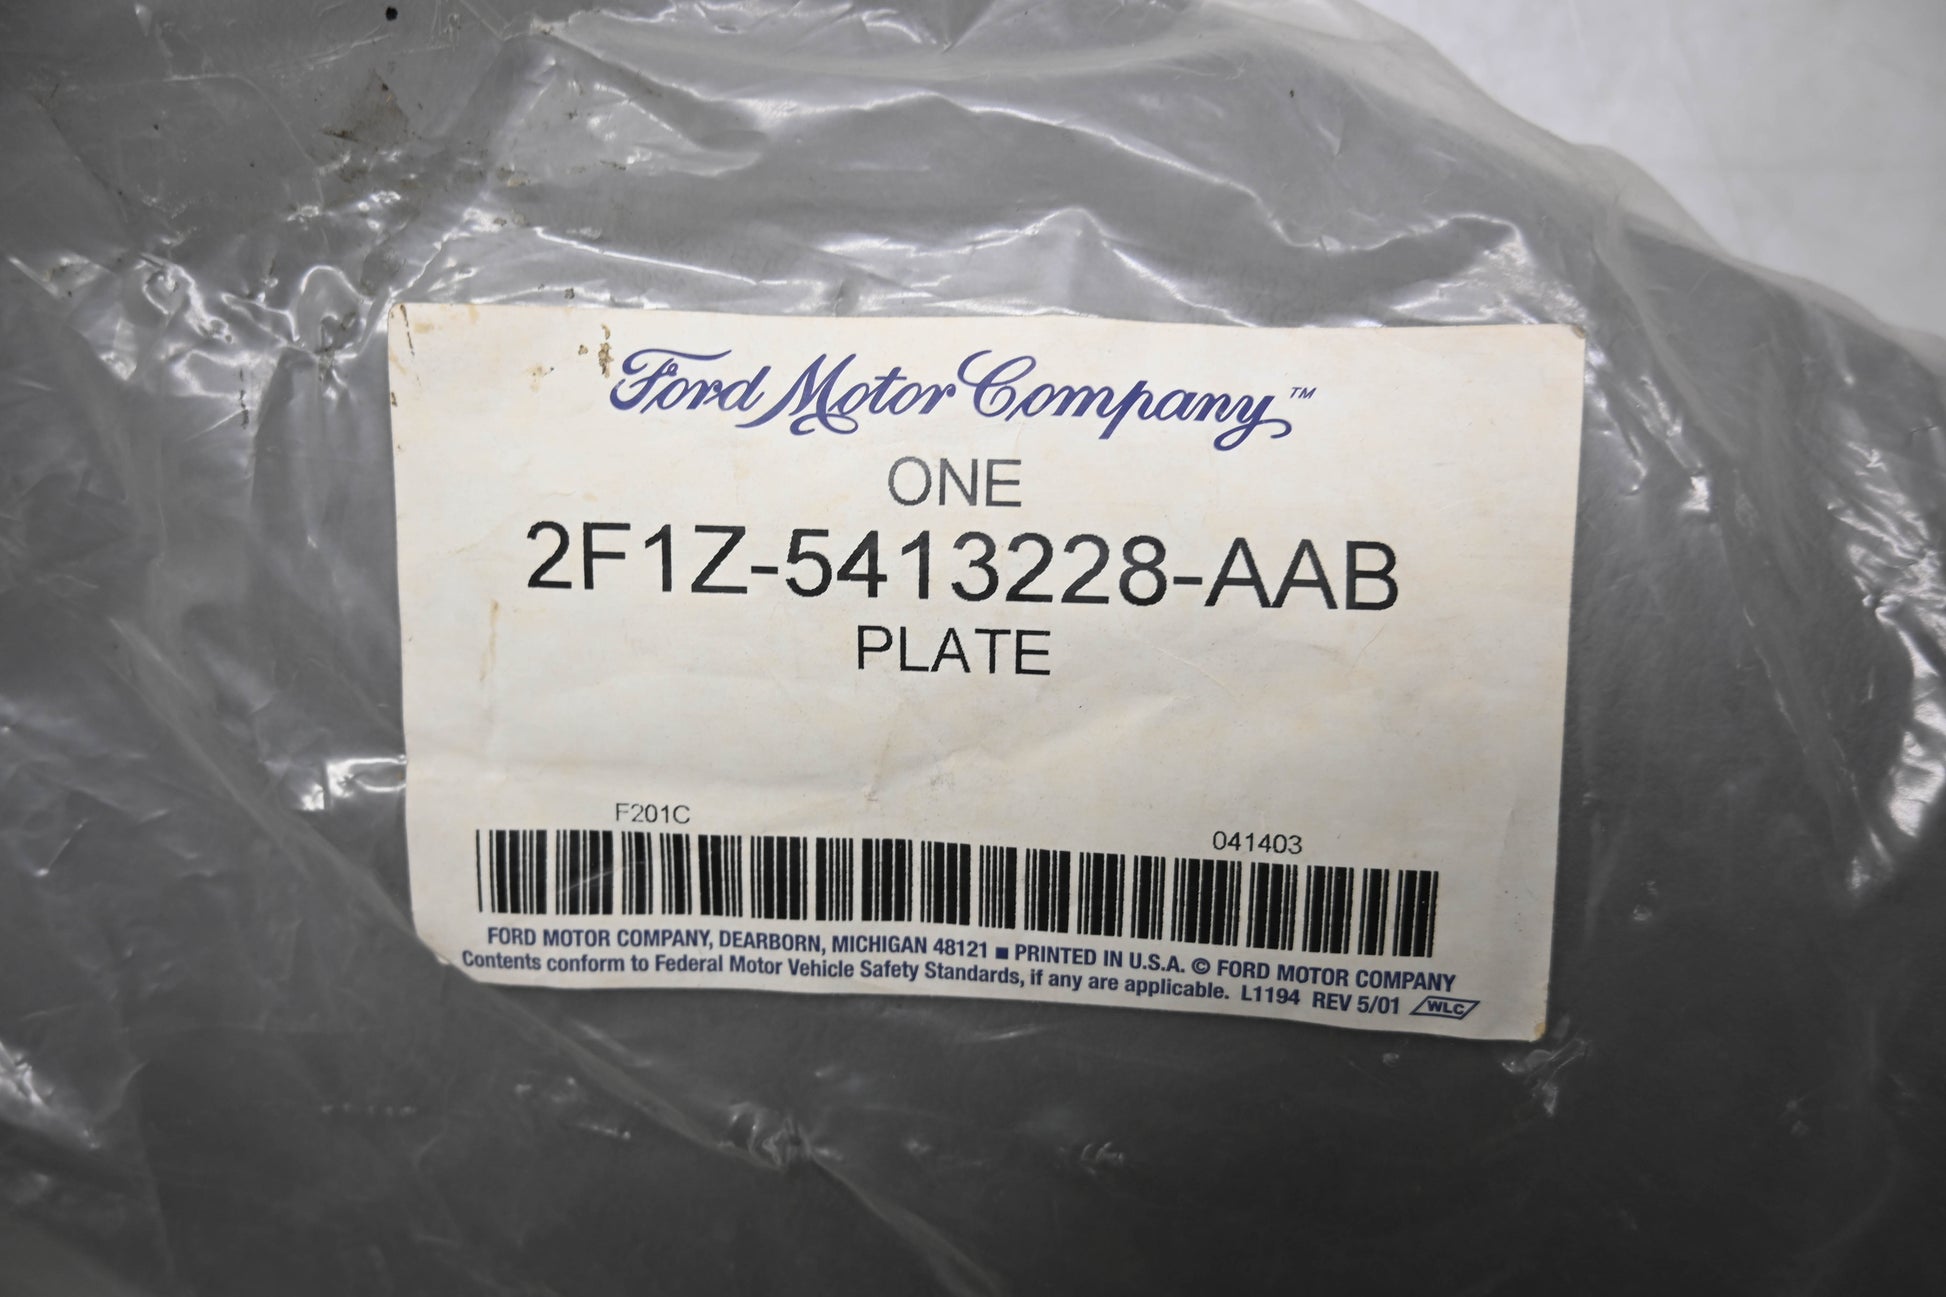 Ford Motor Company™
ONE
2F1Z-5413228-AAB
PLATE
F201C
041403
FORD MOTOR COMPANY, DEARBORN, MICHIGAN 48121 ■ PRINTED IN U.S.A. © FORD MOTOR COMPANY
Contents conform to Federal Motor Vehicle Safety Standards, if any are applicable. L1194 REV 5/01 WLC